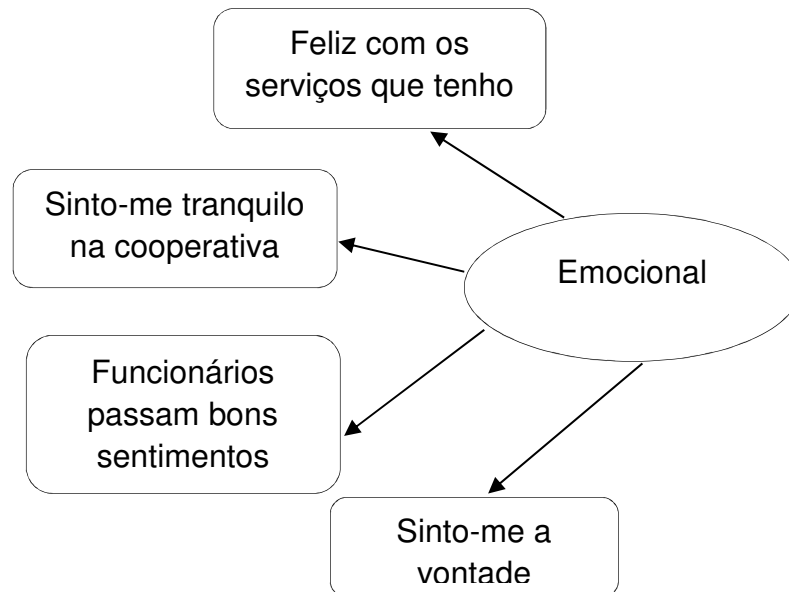 Feliz com os
serviços que tenho
Sinto-me tranquilo
na cooperativa
Emocional
Funcionários
passam bons
sentimentos
Sinto-me a
vontade